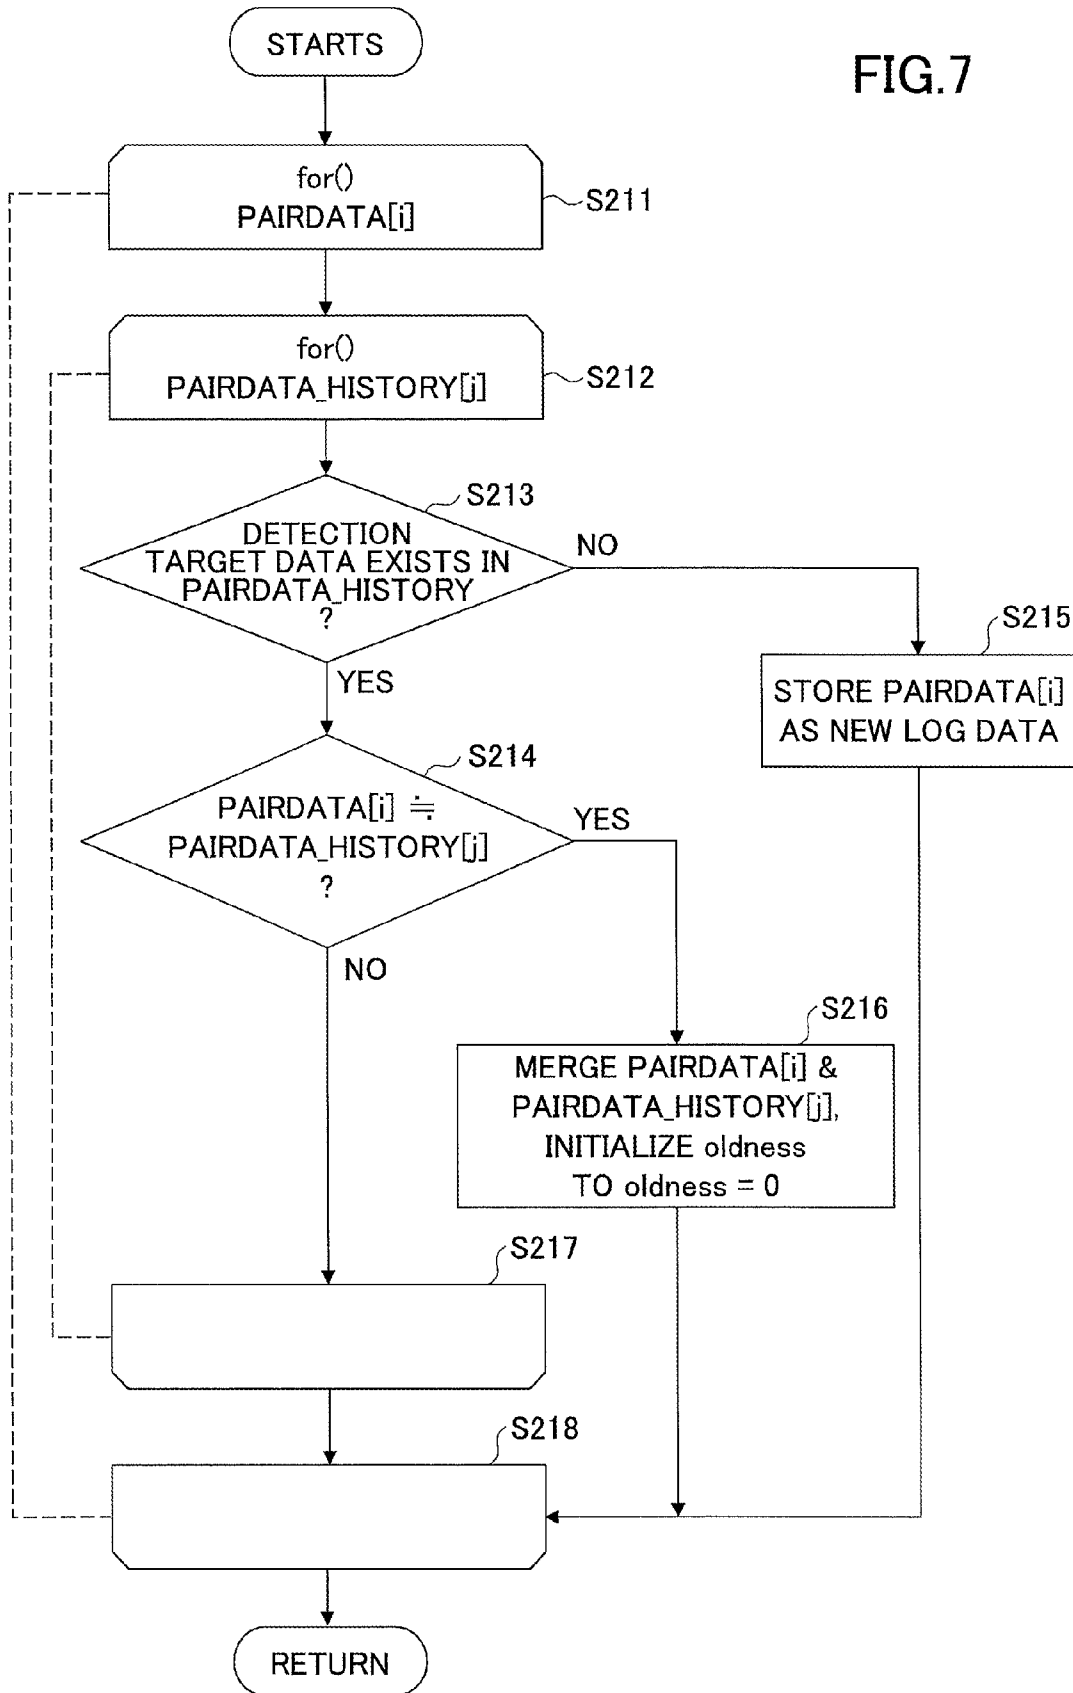 STARTS
FIG.7
for()
PAIRDATA[i]
S211
for()
PAIRDATA_HISTORY[j]
S212
S213
DETECTION
TARGET DATA EXISTS IN
PAIRDATA_HISTORY
?
NO
YES
S215
STORE PAIRDATA[i]
AS NEW LOG DATA
S214
PAIRDATA[i] ≒
PAIRDATA_HISTORY[j]
?
YES
NO
S216
MERGE PAIRDATA[i] &
PAIRDATA_HISTORY[j],
INITIALIZE oldness
TO oldness = 0
S217
S218
RETURN